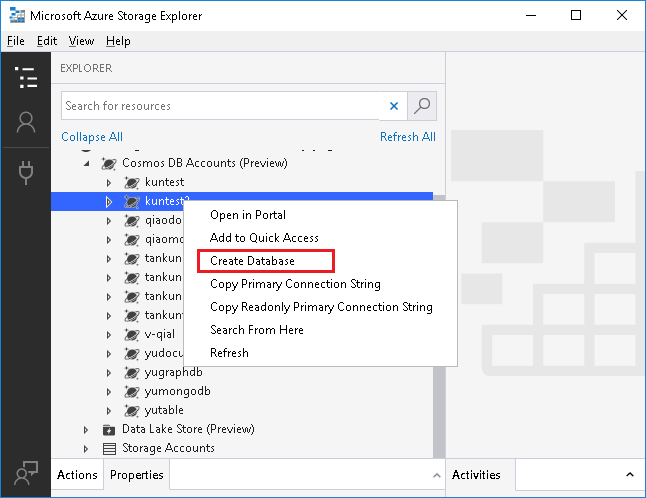 Microsoft Azure Storage Explorer
File Edit View Help
EXPLORER
Search for resources
Collapse All Refresh All
Cosmos DB Accounts (Preview)
kuntest
kuntest2
qiaodo
qiaomo
tankun
tankun
tankun
tankunt
v-qial
yudocu
yugraphdb
yumongodb
yutable
Data Lake Store (Preview)
Storage Accounts
Open in Portal
Add to Quick Access
Create Database
Copy Primary Connection String
Copy Readonly Primary Connection String
Search From Here
Refresh
Actions Properties Activities